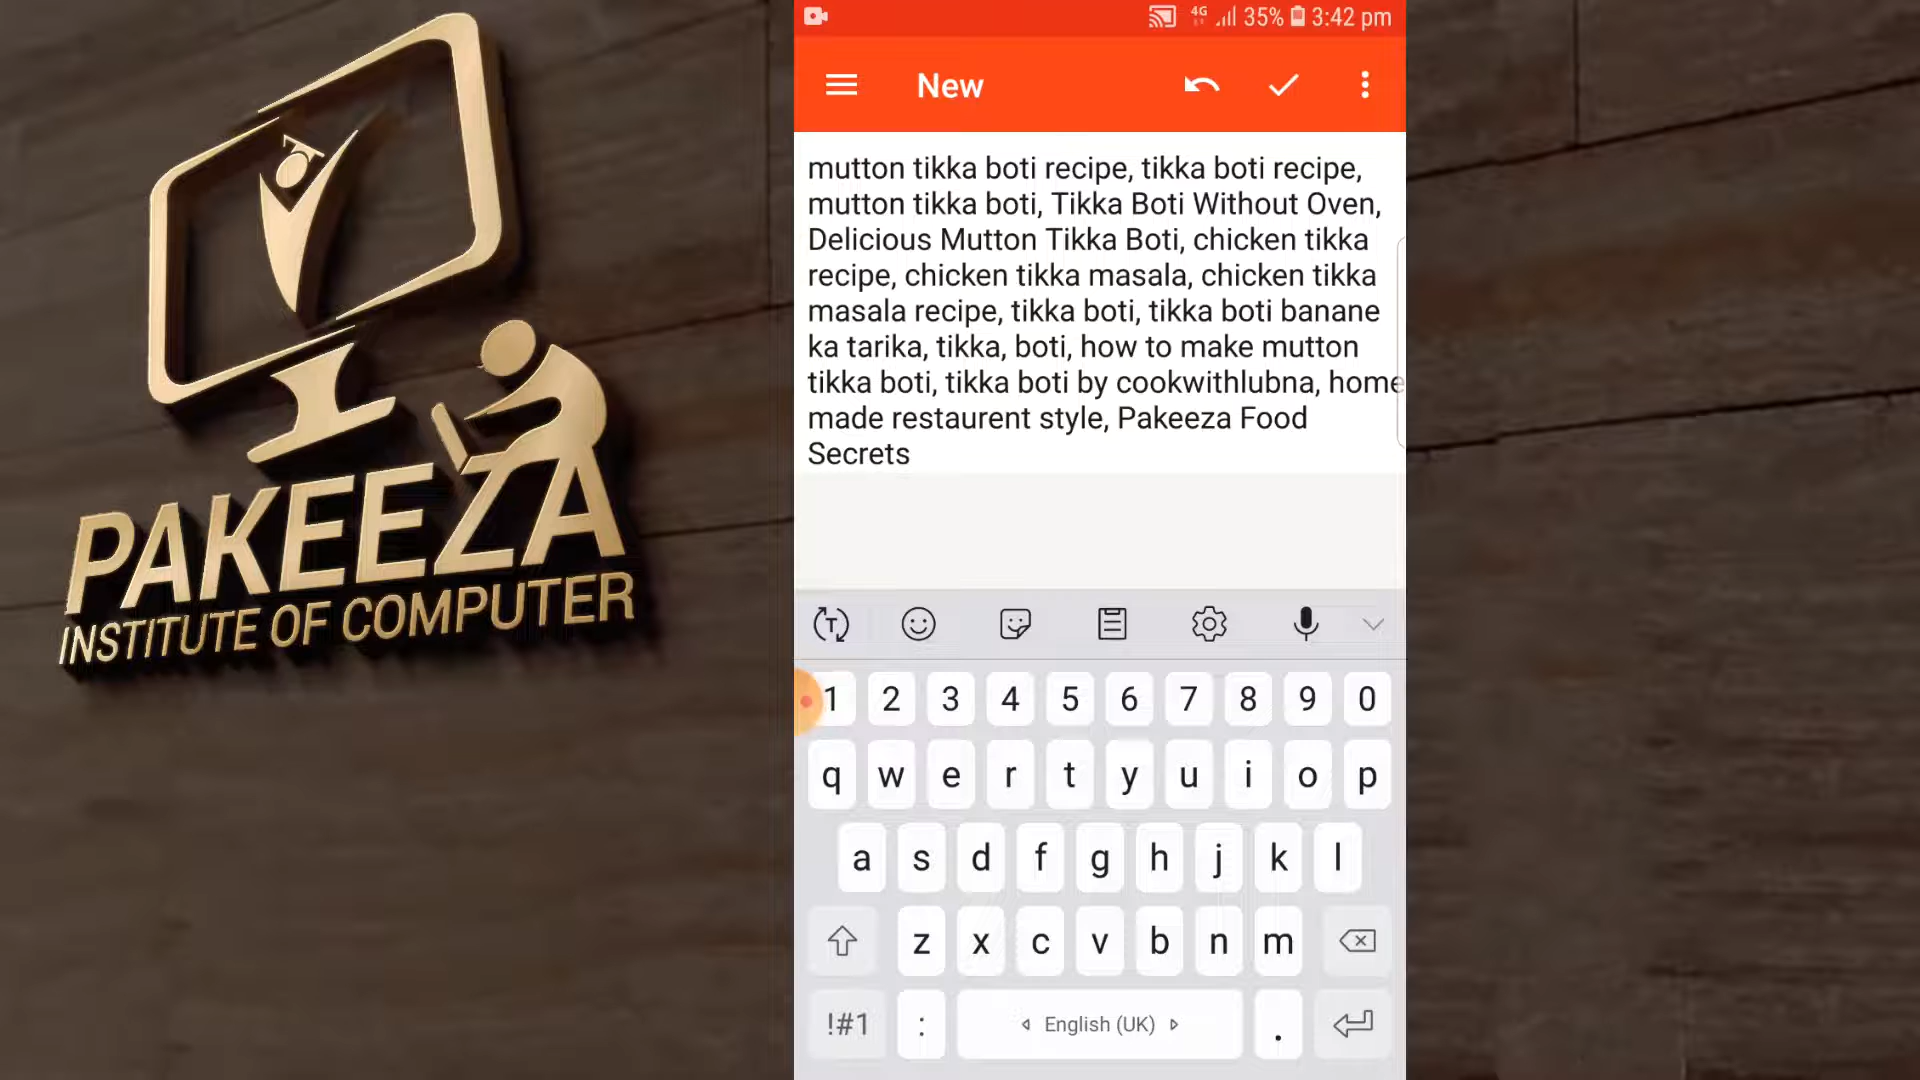 PAKEEZA
INSTITUTE OF COMPUTER
4G 35% 3:42 pm
New
mutton tikka boti recipe, tikka boti recipe,
mutton tikka boti, Tikka Boti Without Oven,
Delicious Mutton Tikka Boti, chicken tikka
recipe, chicken tikka masala, chicken tikka
masala recipe, tikka boti, tikka boti banane
ka tarika, tikka, boti, how to make mutton
tikka boti, tikka boti by cookwithlubna, home
made restaurent style, Pakeeza Food
Secrets
T
1 2 3 4 5 6 7 8 9 0
q w e r t y u i o p
a s d f g h j k l
z x c v b n m
!#1 : English (UK) .